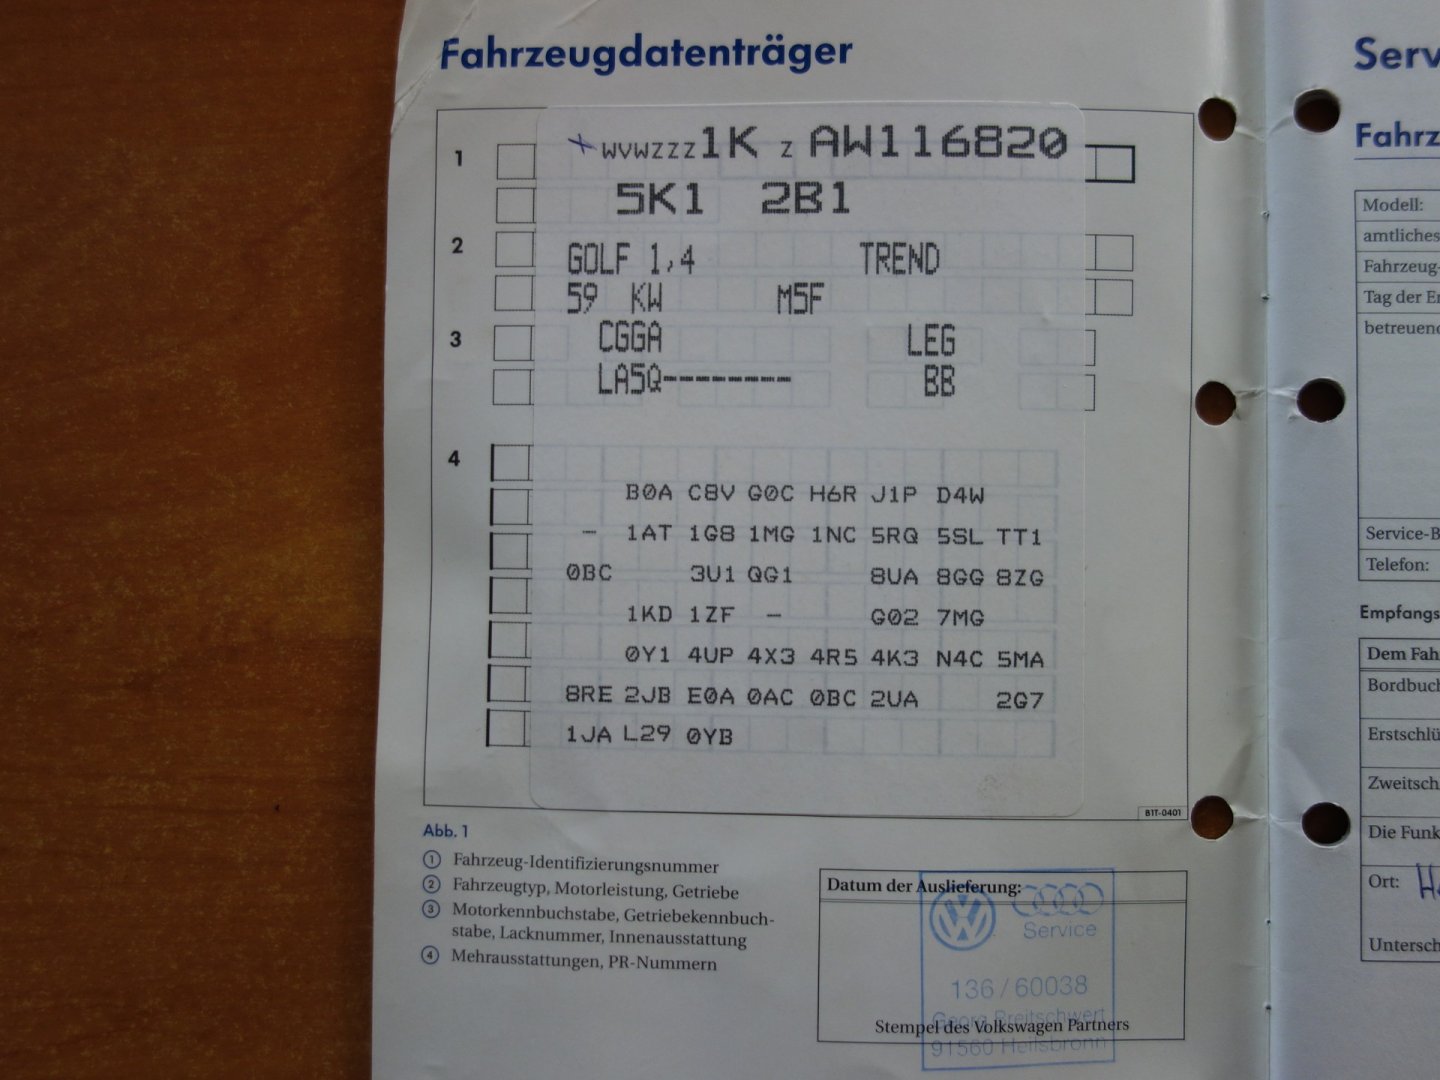 Fahrzeugdatenträger
1 WVWZZZ1K Z AW116820
5K1 2B1
2 GOLF 1,4 TREND
59 KW M5F
3 CGGA LEG
LA5Q-------- BB
4
B0A C8V G0C H6R J1P D4W
- 1AT 1G8 1MG 1NC 5RQ 5SL TT1
0BC 3U1 QG1 8UA 8GG 8ZG
1KD 1ZF - G02 7MG
0Y1 4UP 4X3 4R5 4K3 N4C 5MA
8RE 2JB E0A 0AC 0BC 2UA 2G7
1JA L29 0YB
B1T-0401
Abb. 1
1 Fahrzeug-Identifizierungsnummer
2 Fahrzeugtyp, Motorleistung, Getriebe
3 Motorkennbuchstabe, Getriebekennbuch-
stabe, Lacknummer, Innenausstattung
4 Mehrausstattungen, PR-Nummern
Datum der Auslieferung:
Service
136/60038
Georg Breitschwert
Stempel des Volkswagen Partners
91560 Heilsbronn
Serv
Fahrz
Modell:
amtliches
Fahrzeug-
Tag der Er
betreuend
Service-B
Telefon:
Empfangs
Dem Fah
Bordbuch
Erstschlü
Zweitsch
Die Funk
Ort: H
Untersch